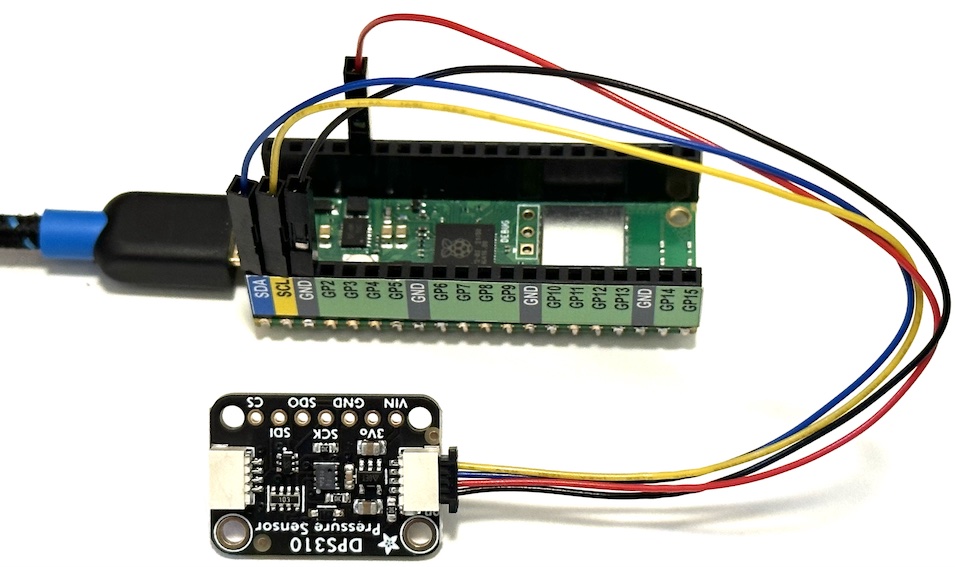 SDA
SCL
GND
GP2
GP3
GP4
GP5
GND
GP6
GP7
GP8
GP9
GND
GP10
GP11
GP12
GP13
GND
GP14
GP15
DEBUG
CS
SDO
GND
VIN
SDI
SCK
3Vo
DPS310
Pressure Sensor